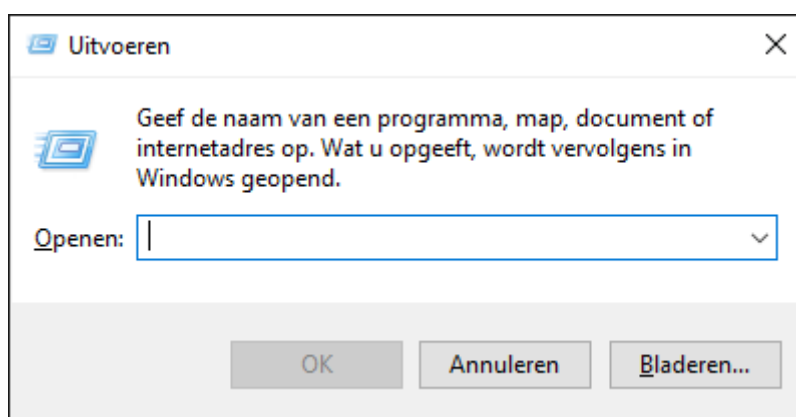 Uitvoeren
Geef de naam van een programma, map, document of
internetadres op. Wat u opgeeft, wordt vervolgens in
Windows geopend.
Openen:
OK Annuleren Bladeren...